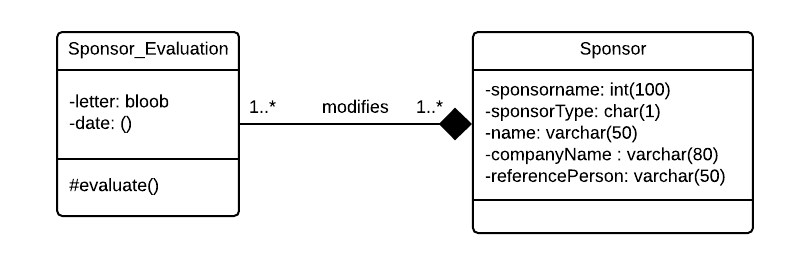 Sponsor_Evaluation
-letter: bloob
-date: ()
#evaluate()
1..* modifies 1..*
Sponsor
-sponsorname: int(100)
-sponsorType: char(1)
-name: varchar(50)
-companyName : varchar(80)
-referencePerson: varchar(50)